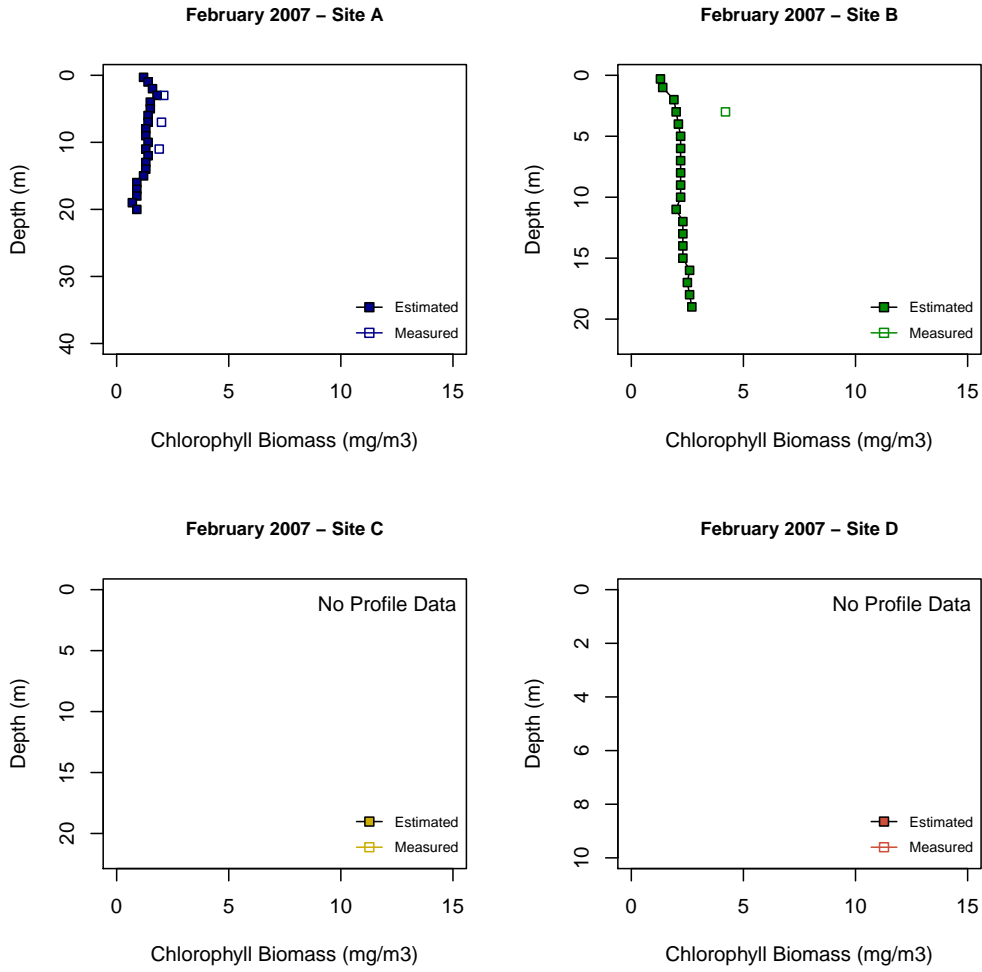 February 2007 – Site A
0
10
20
30
40
Depth (m)
Estimated
Measured
0 5 10 15
Chlorophyll Biomass (mg/m3)
February 2007 – Site B
0
5
10
15
20
Depth (m)
Estimated
Measured
0 5 10 15
Chlorophyll Biomass (mg/m3)
February 2007 – Site C
No Profile Data
0
5
10
15
20
Depth (m)
Estimated
Measured
0 5 10 15
Chlorophyll Biomass (mg/m3)
February 2007 – Site D
No Profile Data
0
2
4
6
8
10
Depth (m)
Estimated
Measured
0 5 10 15
Chlorophyll Biomass (mg/m3)